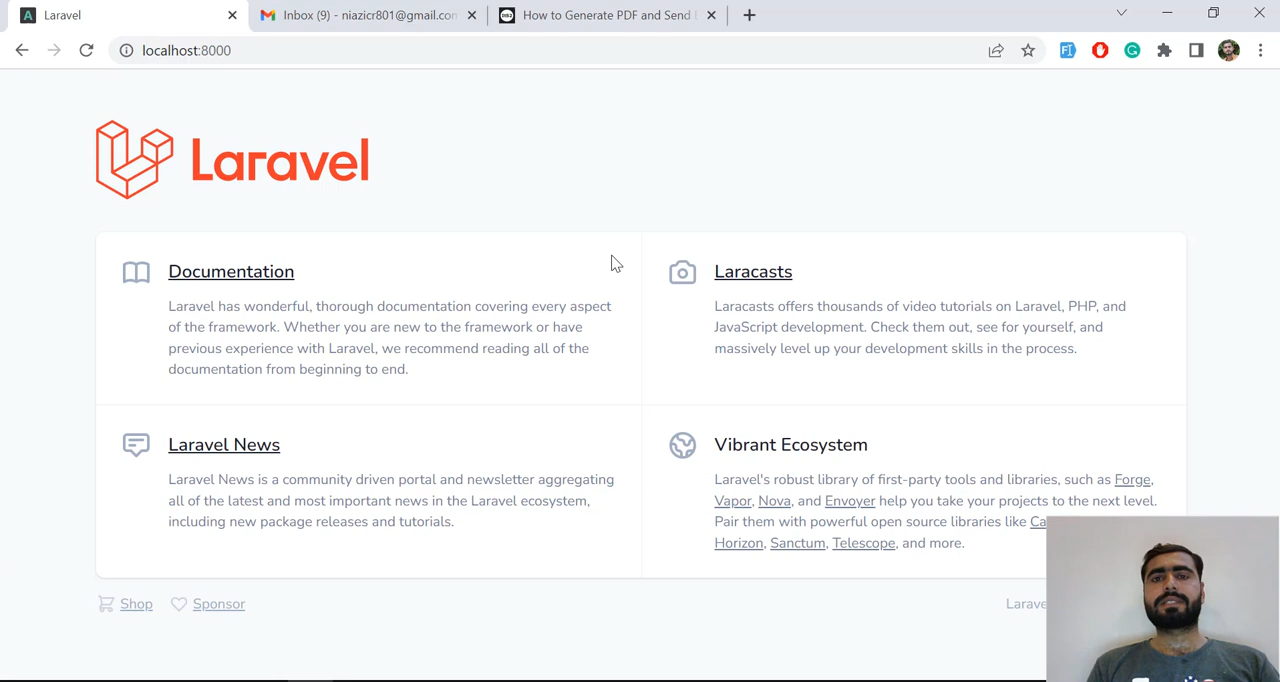 Laravel
Inbox (9) - niazicr801@gmail.con
How to Generate PDF and Send
localhost:8000
Laravel
Documentation
Laravel has wonderful, thorough documentation covering every aspect
of the framework. Whether you are new to the framework or have
previous experience with Laravel, we recommend reading all of the
documentation from beginning to end.
Laracasts
Laracasts offers thousands of video tutorials on Laravel, PHP, and
JavaScript development. Check them out, see for yourself, and
massively level up your development skills in the process.
Laravel News
Laravel News is a community driven portal and newsletter aggregating
all of the latest and most important news in the Laravel ecosystem,
including new package releases and tutorials.
Vibrant Ecosystem
Laravel's robust library of first-party tools and libraries, such as Forge,
Vapor, Nova, and Envoyer help you take your projects to the next level.
Pair them with powerful open source libraries like Ca
Horizon, Sanctum, Telescope, and more.
Shop
Sponsor
Larave